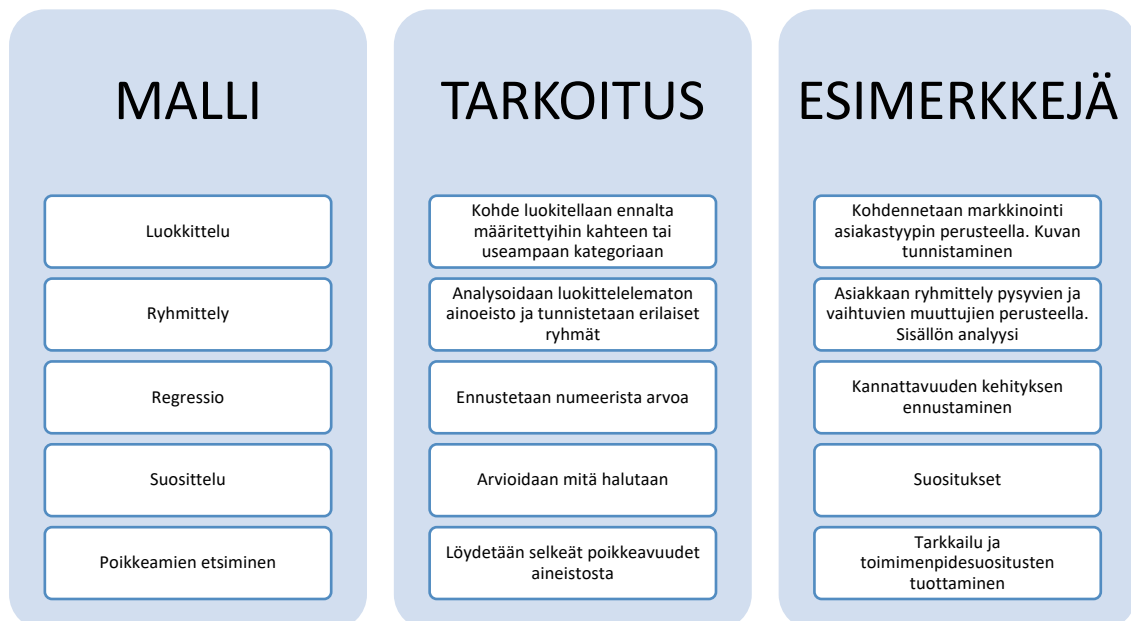 MALLI
Luokkittelu
Ryhmittely
Regressio
Suosittelu
Poikkeamien etsiminen
TARKOITUS
Kohde luokitellaan ennalta
määritettyihin kahteen tai
useampaan kategoriaan
Analysoidaan luokittelelematon
ainoeisto ja tunnistetaan erilaiset
ryhmät
Ennustetaan numeerista arvoa
Arvioidaan mitä halutaan
Löydetään selkeät poikkeavuudet
aineistosta
ESIMERKKEJÄ
Kohdennetaan markkinointi
asiakastyypin perusteella. Kuvan
tunnistaminen
Asiakkaan ryhmittely pysyvien ja
vaihtuvien muuttujien perusteella.
Sisällön analyysi
Kannattavuuden kehityksen
ennustaminen
Suositukset
Tarkkailu ja
toimimenpidesuositusten
tuottaminen